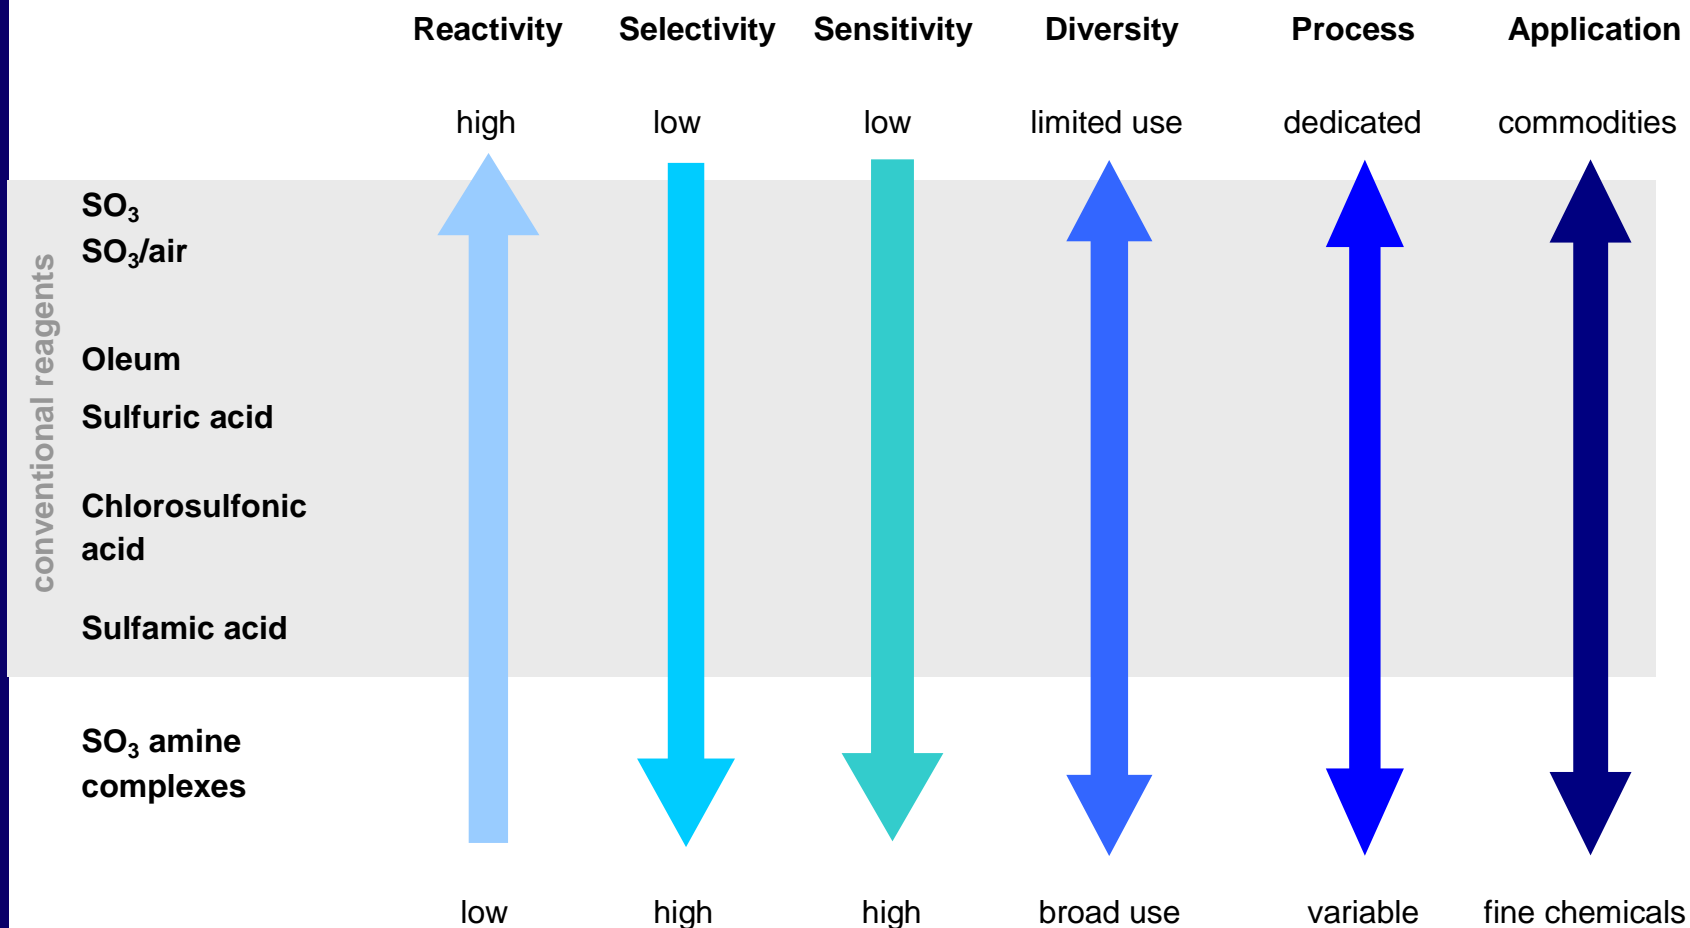 Reactivity Selectivity Sensitivity Diversity Process Application
high low low limited use dedicated commodities
conventional reagents
SO₃
SO₃/air
Oleum
Sulfuric acid
Chlorosulfonic
acid
Sulfamic acid
SO₃ amine
complexes
low high high broad use variable fine chemicals